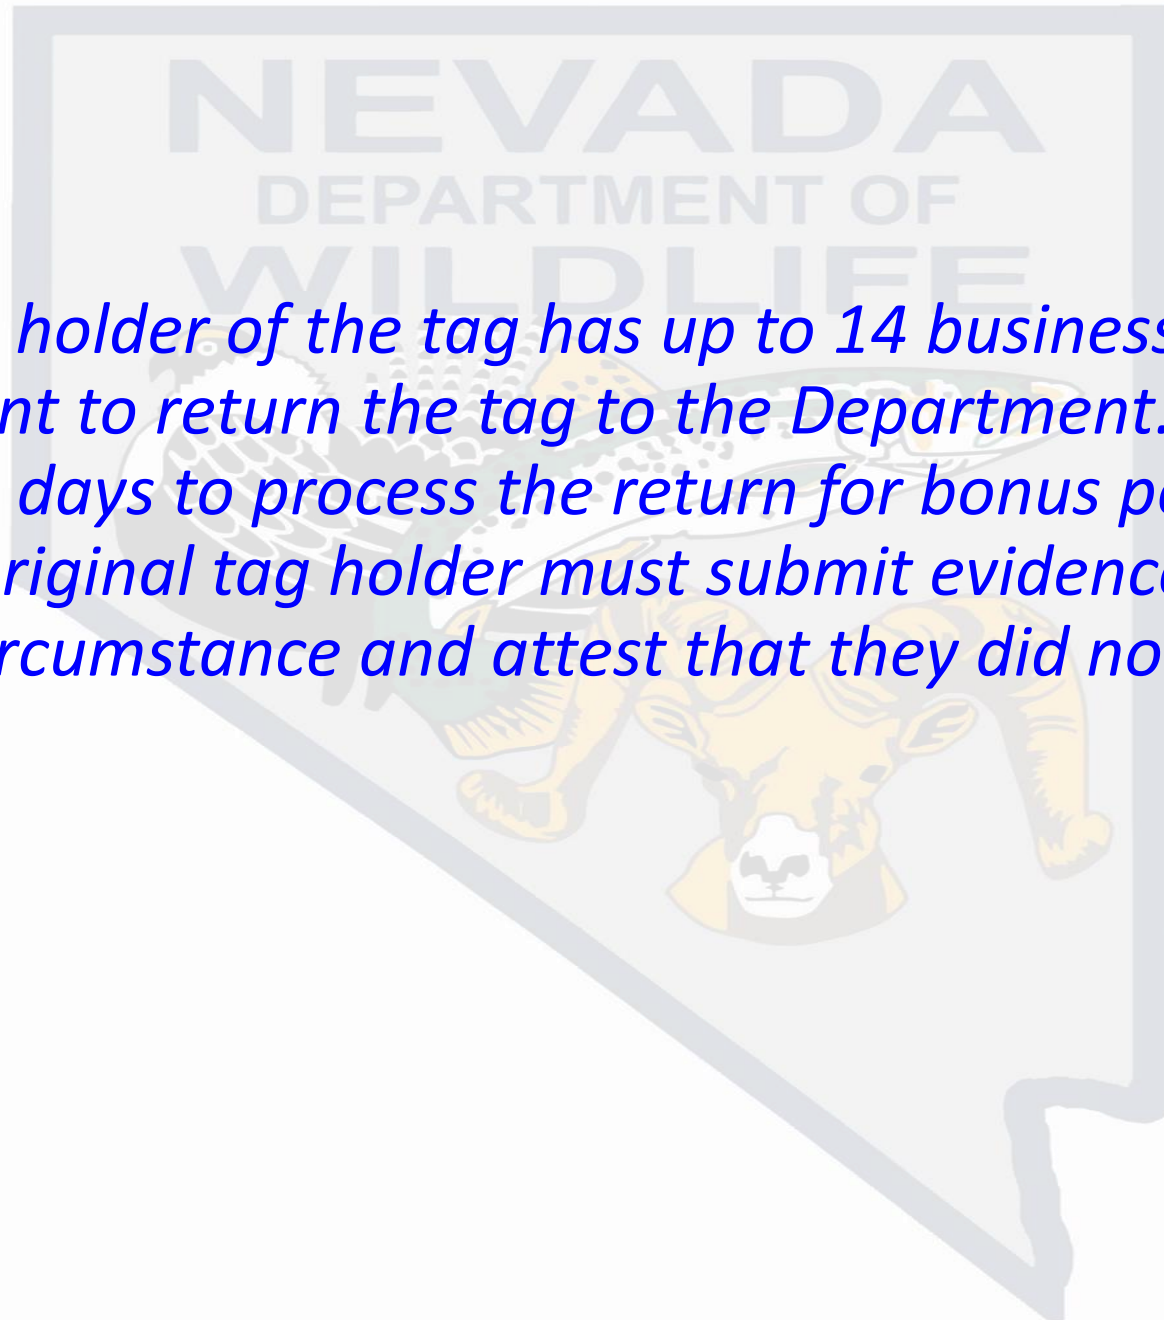 NEVADA
DEPARTMENT OF
WILDLIFE
holder of the tag has up to 14 business
nt to return the tag to the Department.
days to process the return for bonus p
riginal tag holder must submit evidenc
rcumstance and attest that they did no